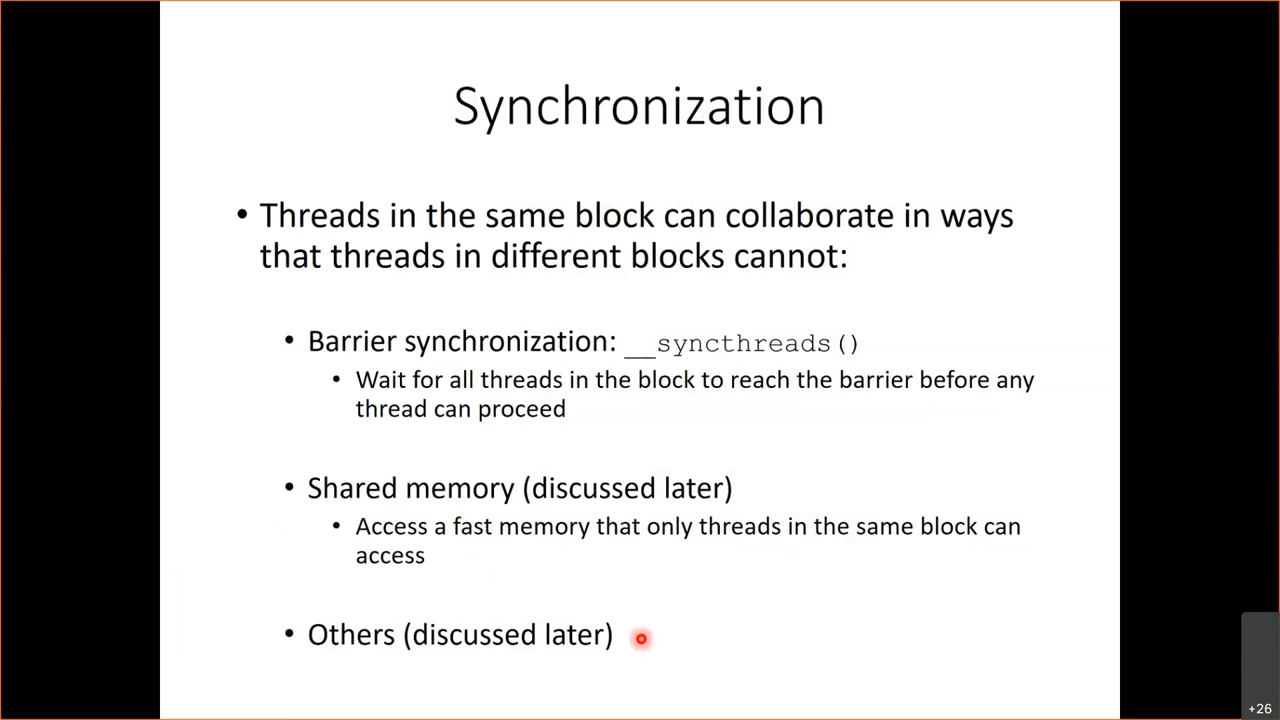 Synchronization
• Threads in the same block can collaborate in ways
that threads in different blocks cannot:
• Barrier synchronization: __syncthreads()
• Wait for all threads in the block to reach the barrier before any
thread can proceed
• Shared memory (discussed later)
• Access a fast memory that only threads in the same block can
access
• Others (discussed later)
+26